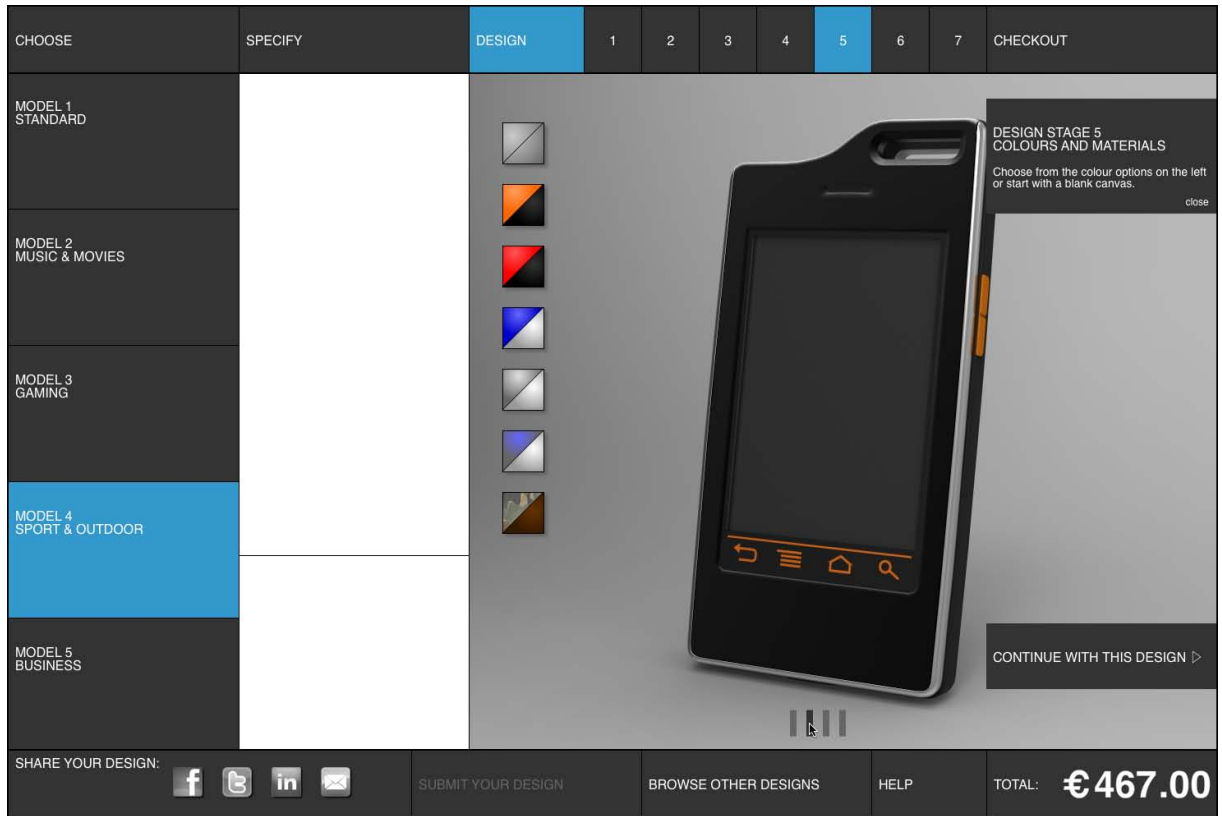 CHOOSE
SPECIFY
DESIGN
1
2
3
4
5
6
7
CHECKOUT
MODEL 1
STANDARD
MODEL 2
MUSIC & MOVIES
MODEL 3
GAMING
MODEL 4
SPORT & OUTDOOR
MODEL 5
BUSINESS
DESIGN STAGE 5
COLOURS AND MATERIALS
Choose from the colour options on the left
or start with a blank canvas.
close
CONTINUE WITH THIS DESIGN
SHARE YOUR DESIGN:
f
t
in
SUBMIT YOUR DESIGN
BROWSE OTHER DESIGNS
HELP
TOTAL:
€467.00